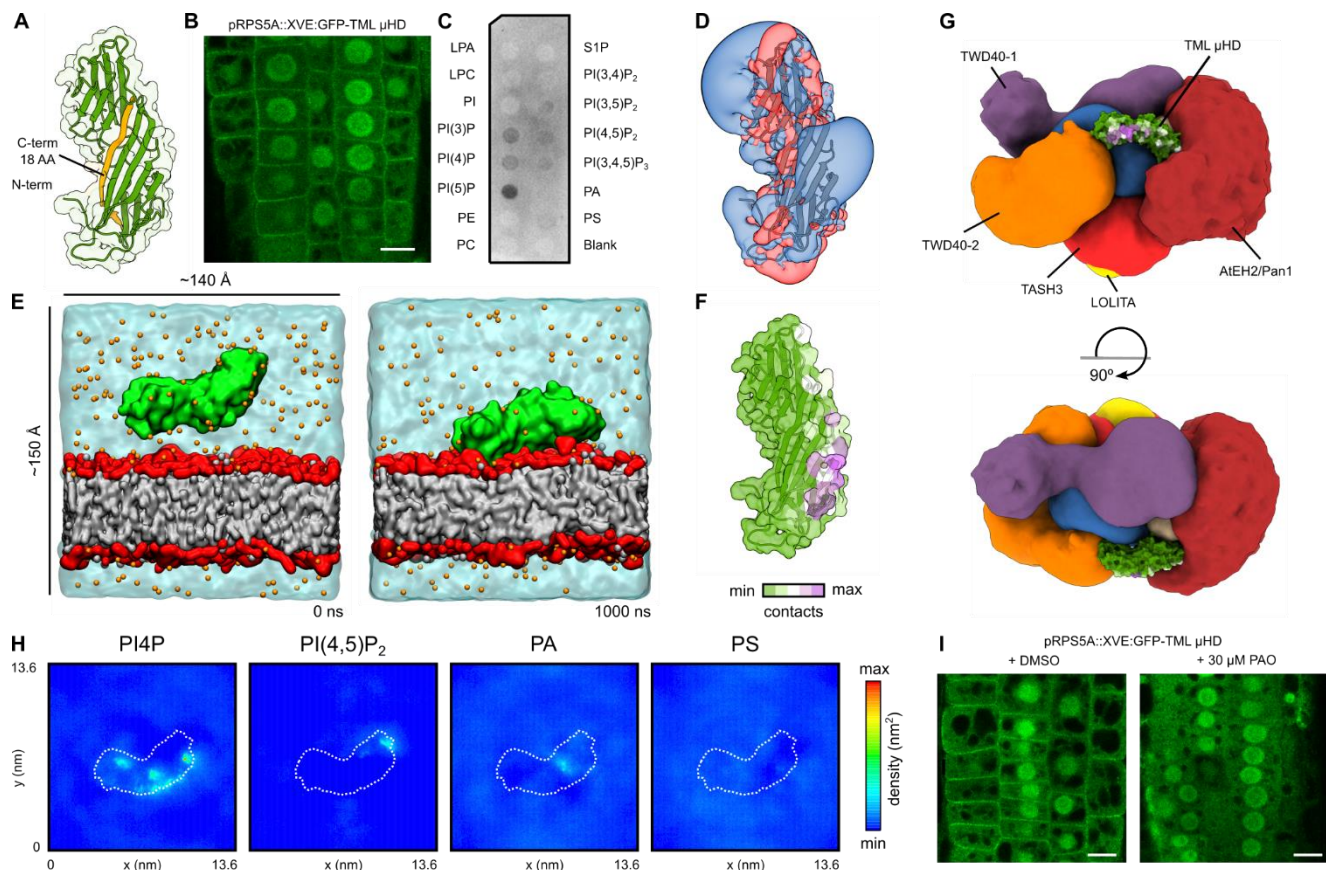 A
C-term
18 AA
N-term
B
pRPS5A::XVE:GFP-TML µHD
C
LPA
LPC
PI
PI(3)P
PI(4)P
PI(5)P
PE
PC
S1P
PI(3,4)P₂
PI(3,5)P₂
PI(4,5)P₂
PI(3,4,5)P₃
PA
PS
Blank
D
G
TWD40-1
TML µHD
TWD40-2
TASH3
LOLITA
AtEH2/Pan1
90º
E
~140 Å
~150 Å
0 ns
1000 ns
F
min
max
contacts
H
PI4P
PI(4,5)P₂
PA
PS
13.6
y (nm)
0
0
x (nm)
13.6
x (nm)
13.6
x (nm)
13.6
x (nm)
13.6
max
density (nm²)
min
I
pRPS5A::XVE:GFP-TML µHD
+ DMSO
+ 30 µM PAO